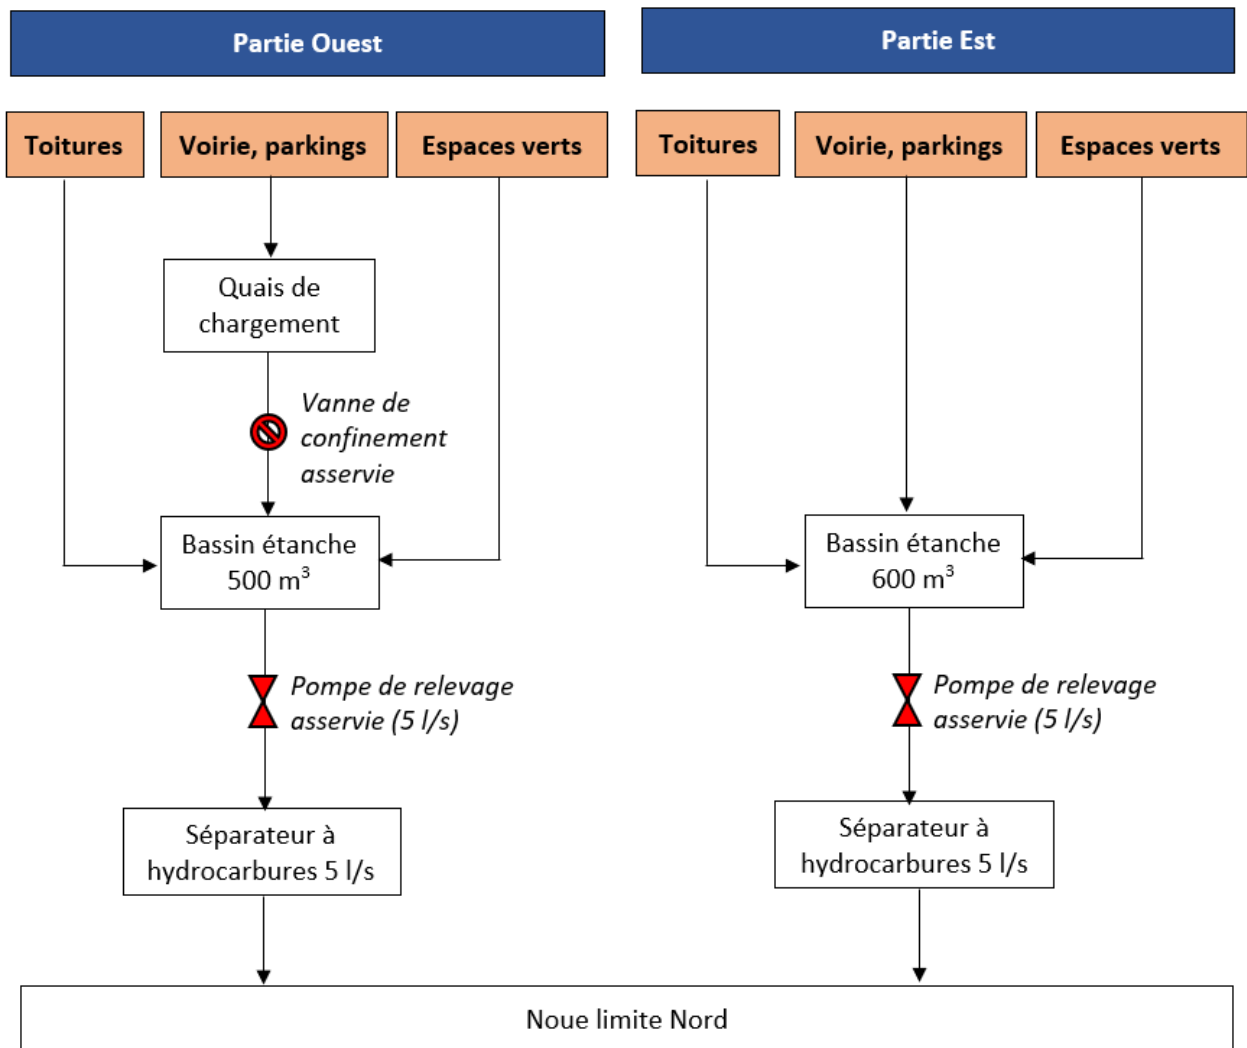 Partie Ouest
Partie Est
Toitures
Voirie, parkings
Espaces verts
Toitures
Voirie, parkings
Espaces verts
Quais de
chargement
Vanne de
confinement
asservie
Bassin étanche
500 m³
Bassin étanche
600 m³
Pompe de relevage
asservie (5 l/s)
Pompe de relevage
asservie (5 l/s)
Séparateur à
hydrocarbures 5 l/s
Séparateur à
hydrocarbures 5 l/s
Noue limite Nord